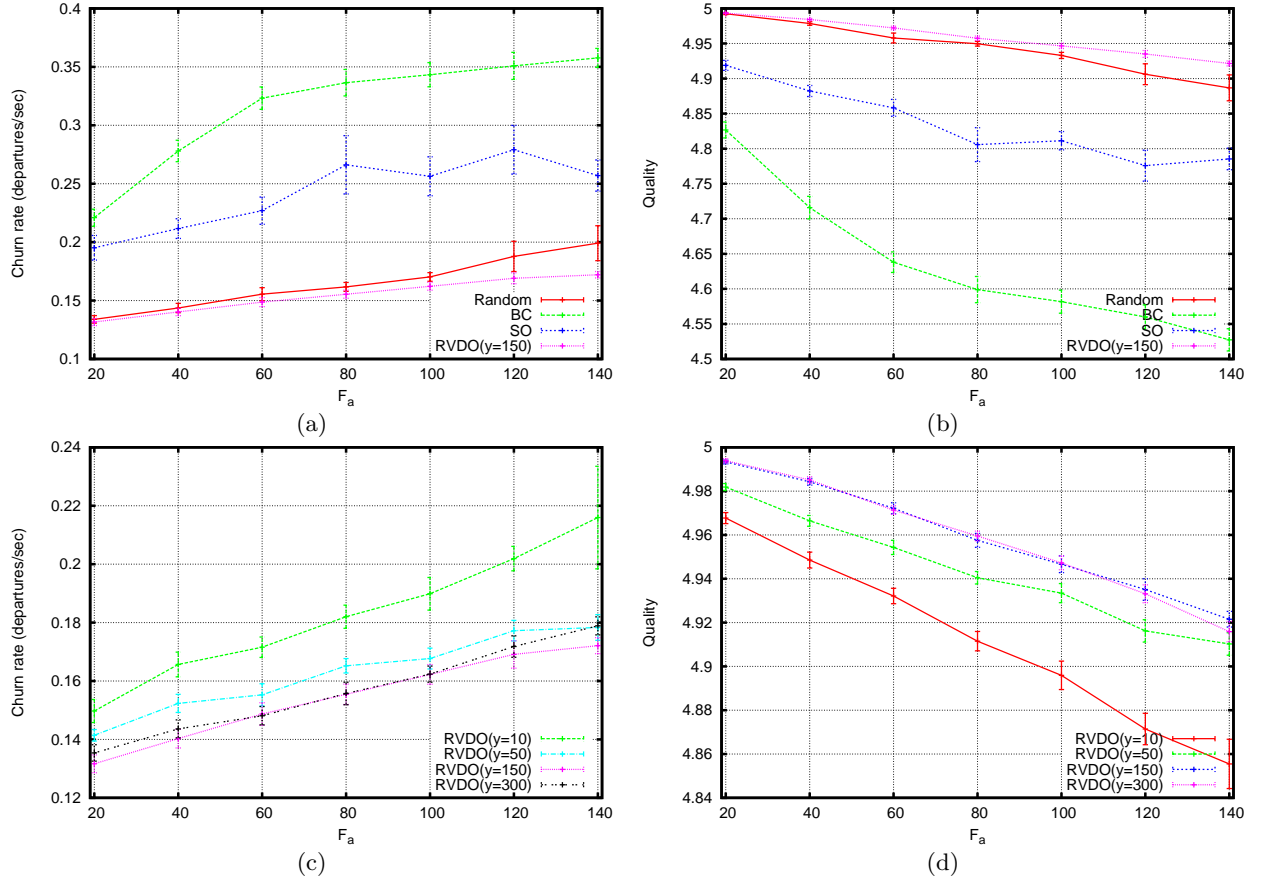 0.4
0.35
0.3
0.25
0.2
0.15
0.1
Churn rate (departures/sec)
Random
BC
SO
RVDO(y=150)
20 40 60 80 100 120 140
F_a
(a)
5
4.95
4.9
4.85
4.8
4.75
4.7
4.65
4.6
4.55
4.5
Quality
Random
BC
SO
RVDO(y=150)
20 40 60 80 100 120 140
F_a
(b)
0.24
0.22
0.2
0.18
0.16
0.14
0.12
Churn rate (departures/sec)
RVDO(y=10)
RVDO(y=50)
RVDO(y=150)
RVDO(y=300)
20 40 60 80 100 120 140
F_a
(c)
5
4.98
4.96
4.94
4.92
4.9
4.88
4.86
4.84
Quality
RVDO(y=10)
RVDO(y=50)
RVDO(y=150)
RVDO(y=300)
20 40 60 80 100 120 140
F_a
(d)